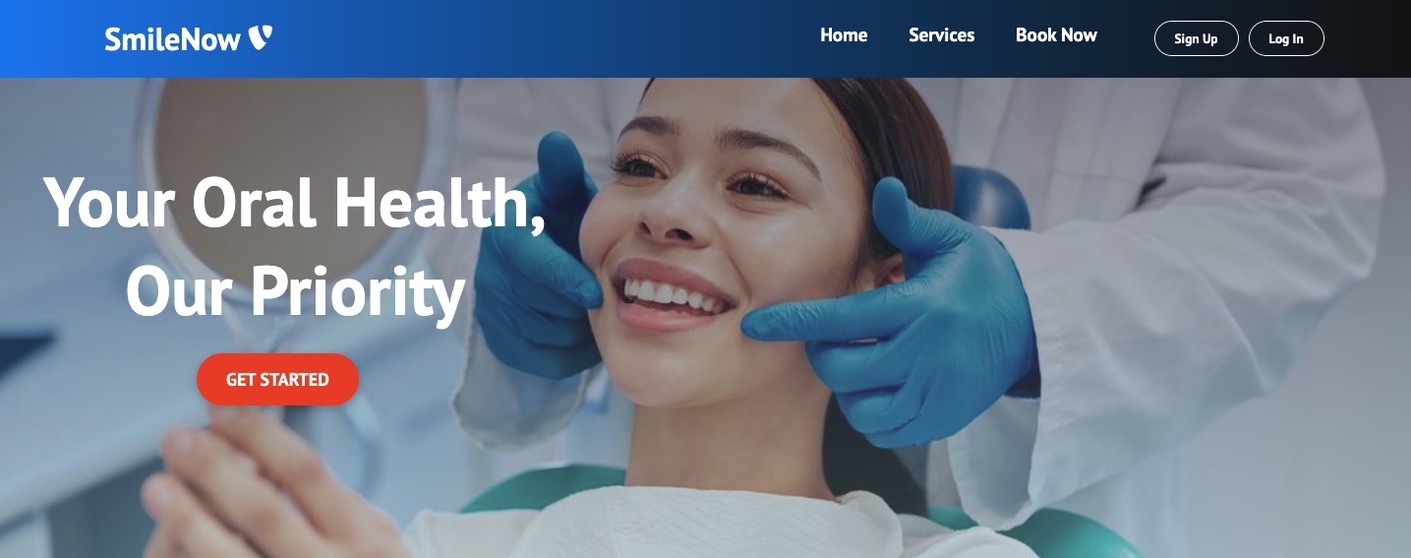 SmileNow
Home Services Book Now Sign Up Log In
Your Oral Health,
Our Priority
GET STARTED